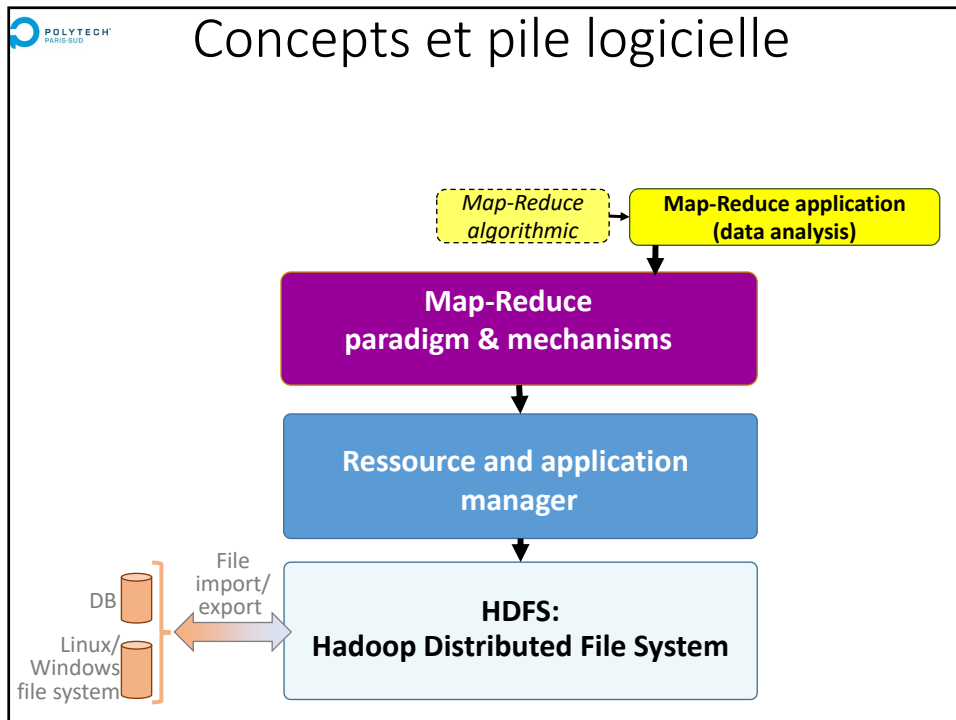 POLYTECH'
PARIS-SUD
Concepts et pile logicielle
Map-Reduce
algorithmic
Map-Reduce application
(data analysis)
Map-Reduce
paradigm & mechanisms
Ressource and application
manager
File
import/
export
DB
Linux/
Windows
file system
HDFS:
Hadoop Distributed File System